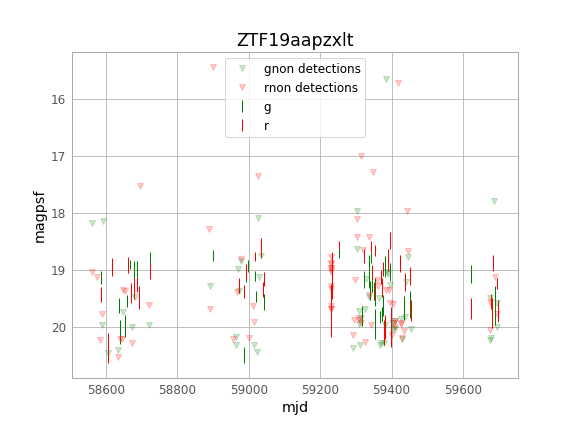 ZTF19aapzxlt
gnon detections
rnon detections
g
r
magpsf
16
17
18
19
20
58600 58800 59000 59200 59400 59600
mjd